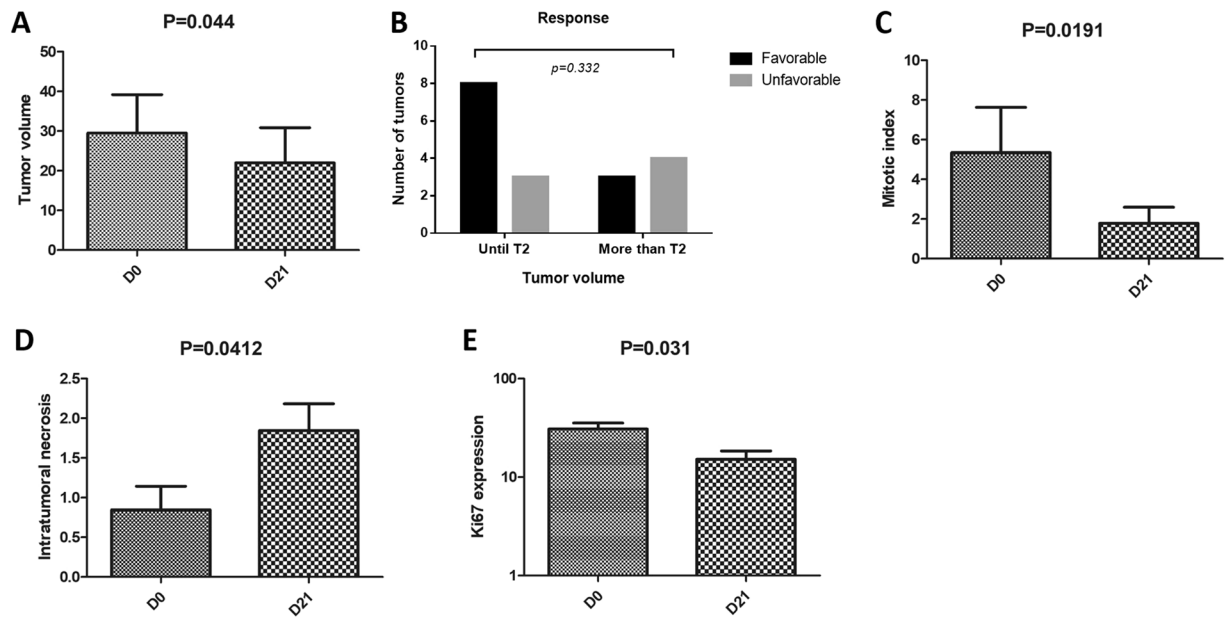 A
P=0.044
Tumor volume
50
40
30
20
10
0
D0
D21
B
Response
Number of tumors
10
8
6
4
2
0
p=0.332
Favorable
Unfavorable
Until T2
More than T2
Tumor volume
C
P=0.0191
Mitotic index
10
8
6
4
2
0
D0
D21
D
P=0.0412
Intratumoral necrosis
2.5
2.0
1.5
1.0
0.5
0.0
D0
D21
E
P=0.031
Ki67 expression
100
10
1
D0
D21